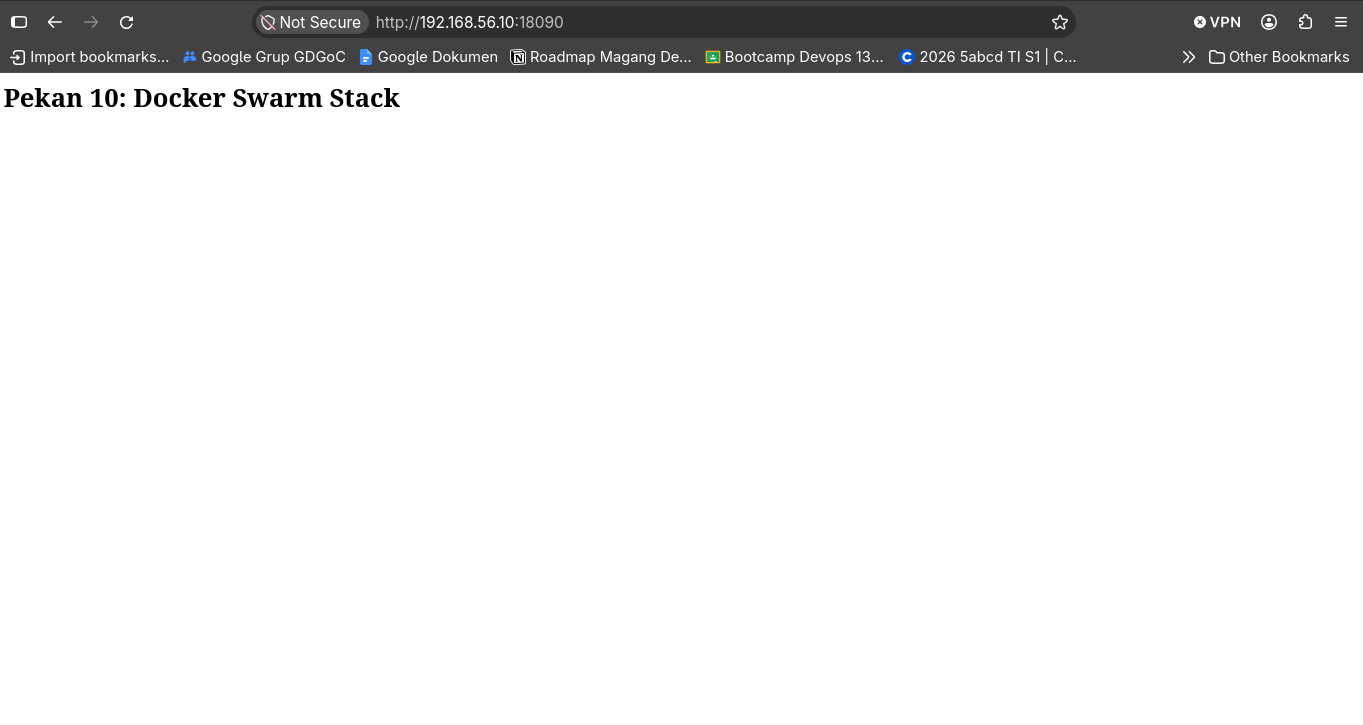 Not Secure http://192.168.56.10:18090 VPN
Import bookmarks... Google Grup GDGoC Google Dokumen Roadmap Magang De... Bootcamp Devops 13... 2026 5abcd TI S1 | C... Other Bookmarks
Pekan 10: Docker Swarm Stack